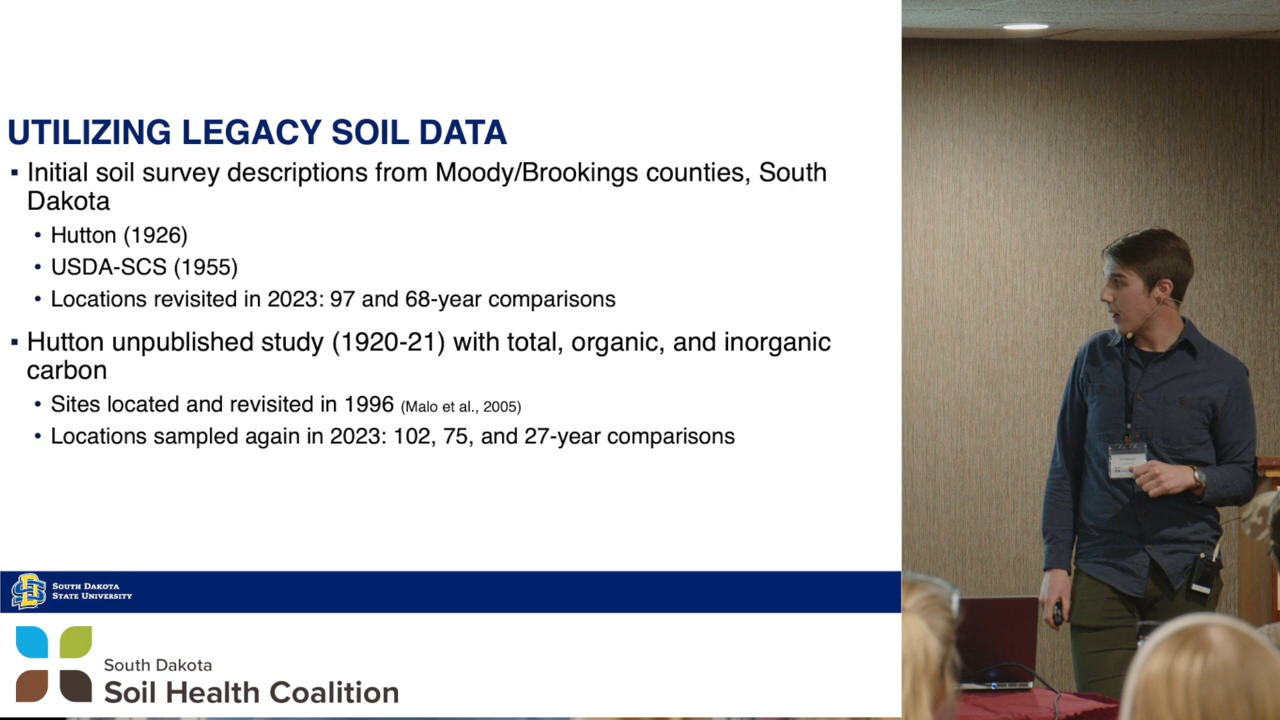 UTILIZING LEGACY SOIL DATA
▪ Initial soil survey descriptions from Moody/Brookings counties, South
Dakota
• Hutton (1926)
• USDA-SCS (1955)
• Locations revisited in 2023: 97 and 68-year comparisons
▪ Hutton unpublished study (1920-21) with total, organic, and inorganic
carbon
• Sites located and revisited in 1996 (Malo et al., 2005)
• Locations sampled again in 2023: 102, 75, and 27-year comparisons
SOUTH DAKOTA
STATE UNIVERSITY
South Dakota
Soil Health Coalition